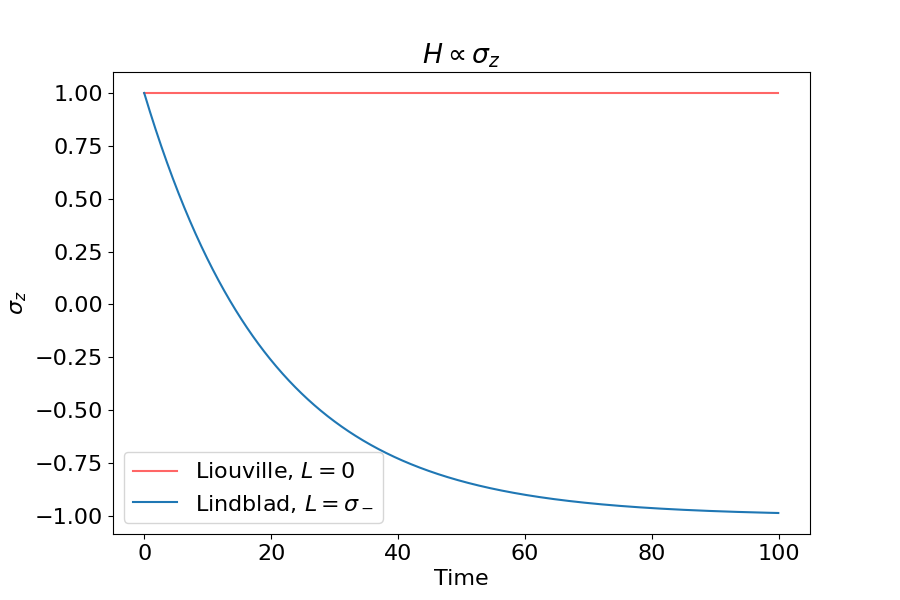 H ∝ σ_z
1.00
0.75
0.50
0.25
0.00
−0.25
−0.50
−0.75
−1.00
σ_z
Liouville, L = 0
Lindblad, L = σ_−
0 20 40 60 80 100
Time